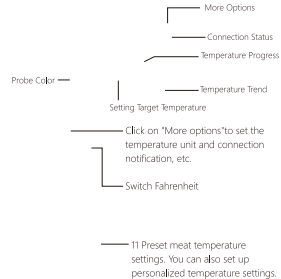 More Options
Connection Status
Temperature Progress
Probe Color
Temperature Trend
Setting Target Temperature
Click on "More options"to set the
temperature unit and connection
notification, etc.
Switch Fahrenheit
11 Preset meat temperature
settings. You can also set up
personalized temperature settings.